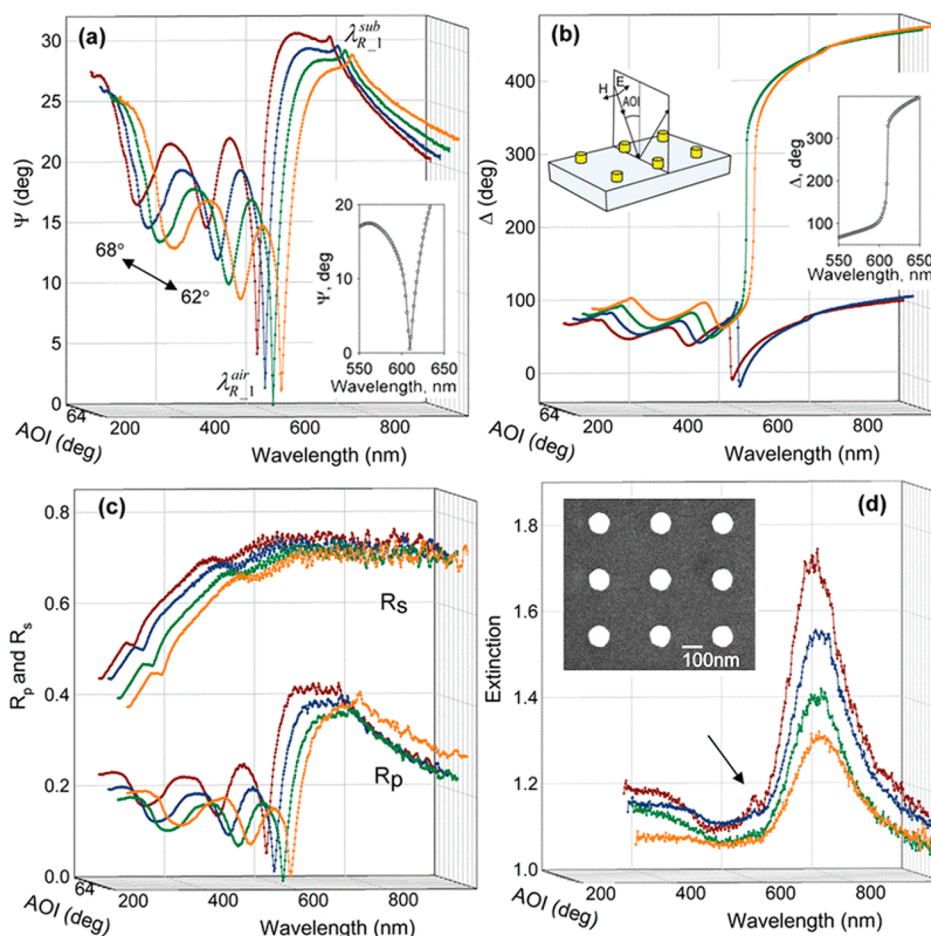 (a)
λ_{R_1}^{sub}
30
25
20
15
10
5
0
Ψ (deg)
68°
62°
λ_{R_1}^{air}
20
10
0
Ψ, deg
550 600 650
Wavelength, nm
64
AOI (deg)
200 400 600 800
Wavelength (nm)
(b)
400
300
200
100
0
Δ (deg)
E
H
AOI
300
200
100
Δ, deg
550 600 650
Wavelength, nm
64
AOI (deg)
200 400 600 800
Wavelength (nm)
(c)
0.8
0.6
0.4
0.2
0.0
R_p and R_s
Rs
Rp
64
AOI (deg)
200 400 600 800
Wavelength (nm)
(d)
1.8
1.6
1.4
1.2
1.0
Extinction
100nm
AOI (deg)
200 400 600 800
Wavelength (nm)